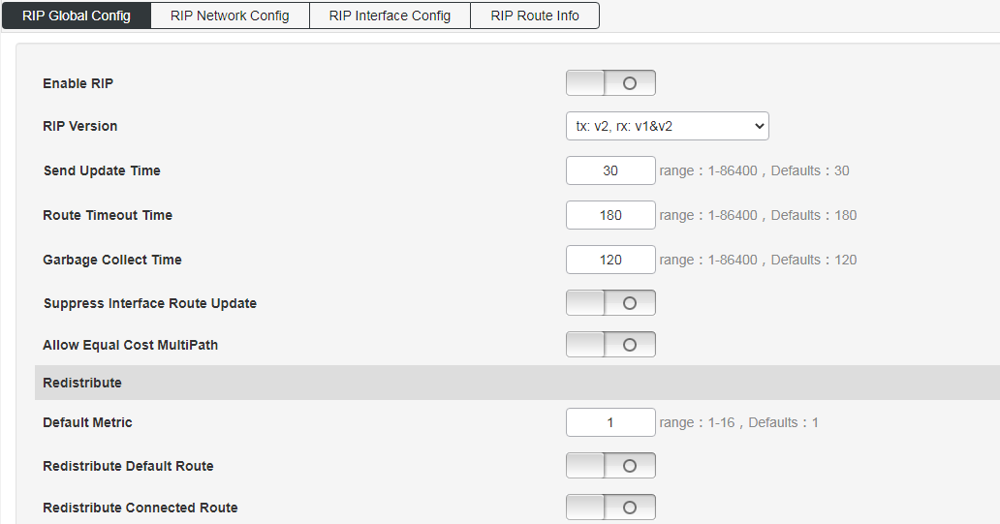 RIP Global Config RIP Network Config RIP Interface Config RIP Route Info
Enable RIP
RIP Version tx: v2, rx: v1&v2
Send Update Time 30 range : 1-86400 , Defaults : 30
Route Timeout Time 180 range : 1-86400 , Defaults : 180
Garbage Collect Time 120 range : 1-86400 , Defaults : 120
Suppress Interface Route Update
Allow Equal Cost MultiPath
Redistribute
Default Metric 1 range : 1-16 , Defaults : 1
Redistribute Default Route
Redistribute Connected Route